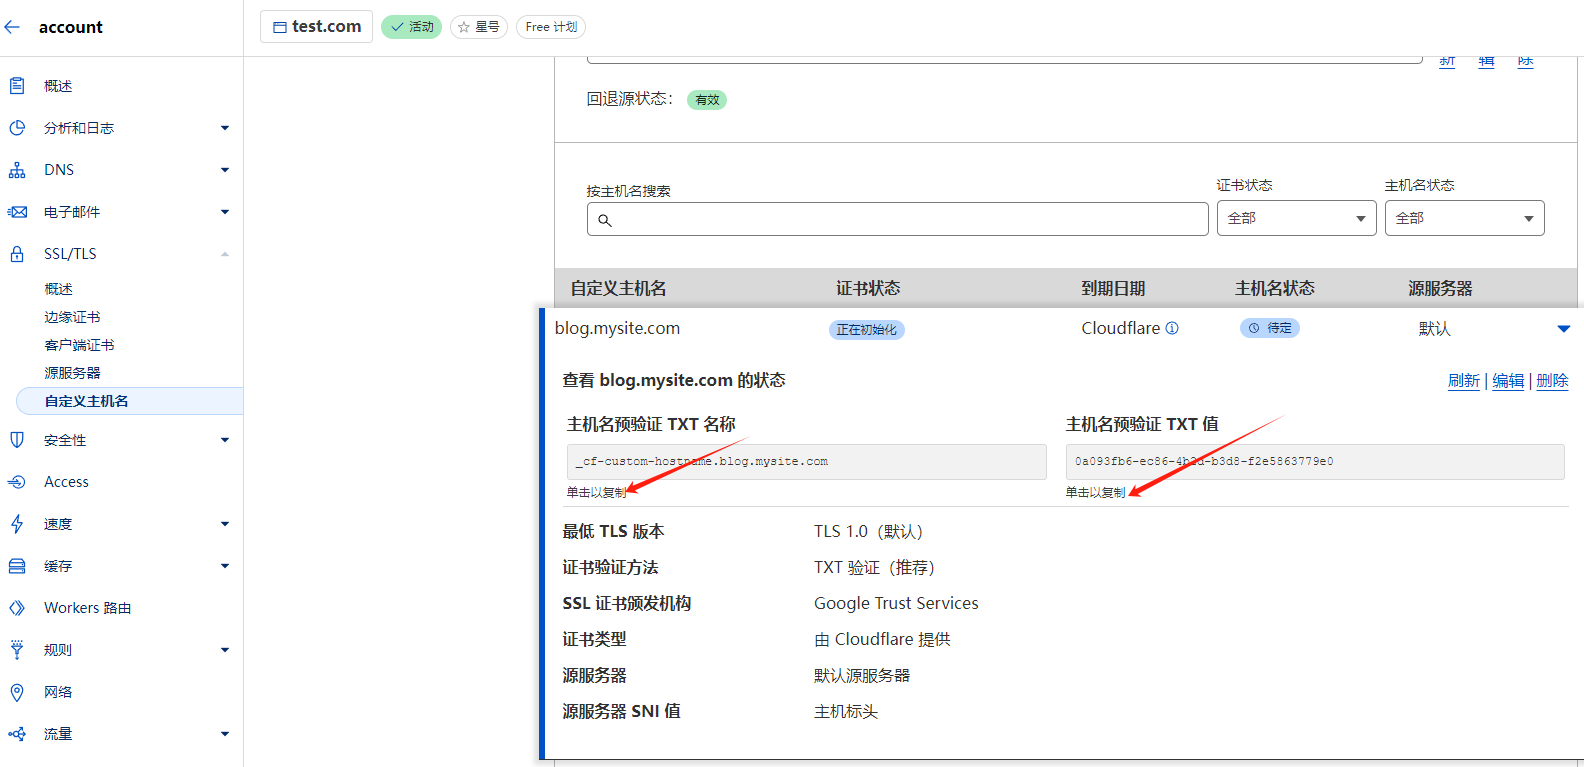 account
test.com
活动
星号
Free 计划
概述
分析和日志
DNS
电子邮件
SSL/TLS
概述
边缘证书
客户端证书
源服务器
自定义主机名
安全性
Access
速度
缓存
Workers 路由
规则
网络
流量
新 辑 除
回退源状态: 有效
按主机名搜索 证书状态 主机名状态
全部 全部
自定义主机名 证书状态 到期日期 主机名状态 源服务器
blog.mysite.com 正在初始化 Cloudflare 待定 默认
查看 blog.mysite.com 的状态 刷新 | 编辑 | 删除
主机名预验证 TXT 名称 主机名预验证 TXT 值
_cf-custom-hostname.blog.mysite.com 0a093fb6-ec86-4b2d-b3d8-f2e5863779e0
单击以复制 单击以复制
最低 TLS 版本 TLS 1.0（默认）
证书验证方法 TXT 验证（推荐）
SSL 证书颁发机构 Google Trust Services
证书类型 由 Cloudflare 提供
源服务器 默认源服务器
源服务器 SNI 值 主机标头